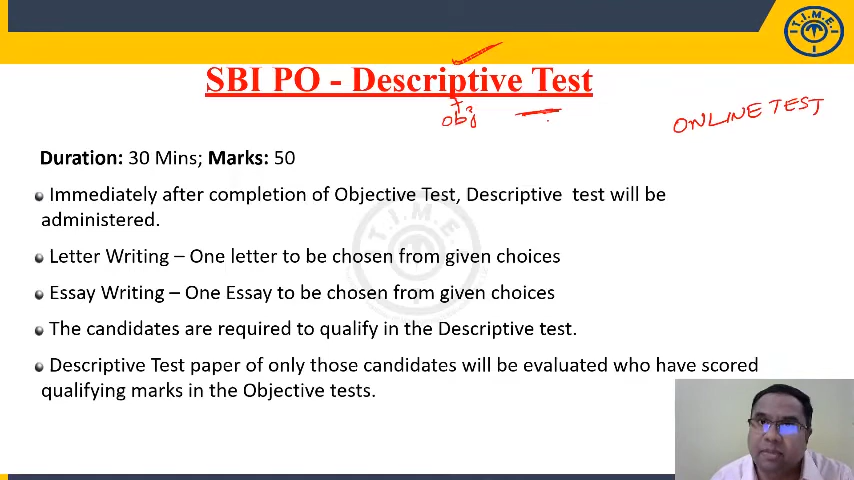 T.I.M.E.
SBI PO - Descriptive Test
+
obj
ONLINE TEST
Duration: 30 Mins; Marks: 50
Immediately after completion of Objective Test, Descriptive test will be
administered.
Letter Writing – One letter to be chosen from given choices
Essay Writing – One Essay to be chosen from given choices
The candidates are required to qualify in the Descriptive test.
Descriptive Test paper of only those candidates will be evaluated who have scored
qualifying marks in the Objective tests.
T.I.M.E.